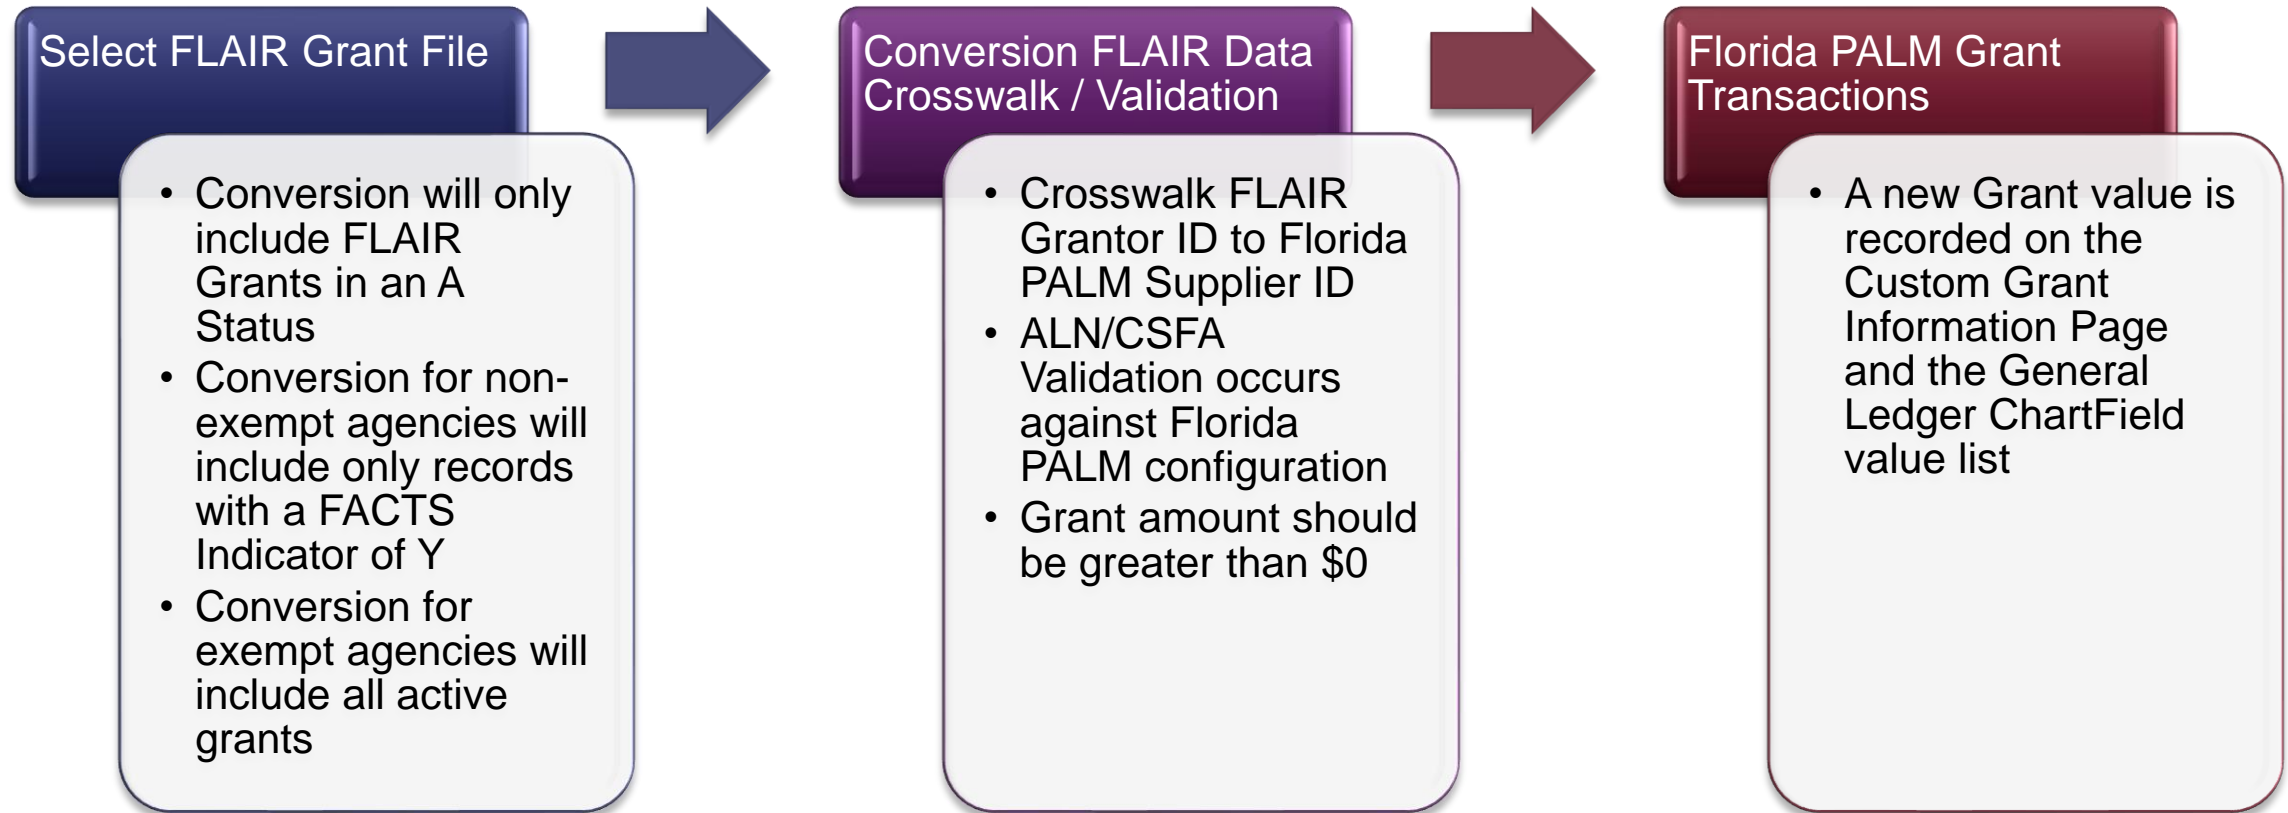 Select FLAIR Grant File
• Conversion will only
include FLAIR
Grants in an A
Status
• Conversion for non-
exempt agencies will
include only records
with a FACTS
Indicator of Y
• Conversion for
exempt agencies will
include all active
grants
Conversion FLAIR Data
Crosswalk / Validation
• Crosswalk FLAIR
Grantor ID to Florida
PALM Supplier ID
• ALN/CSFA
Validation occurs
against Florida
PALM configuration
• Grant amount should
be greater than $0
Florida PALM Grant
Transactions
• A new Grant value is
recorded on the
Custom Grant
Information Page
and the General
Ledger ChartField
value list